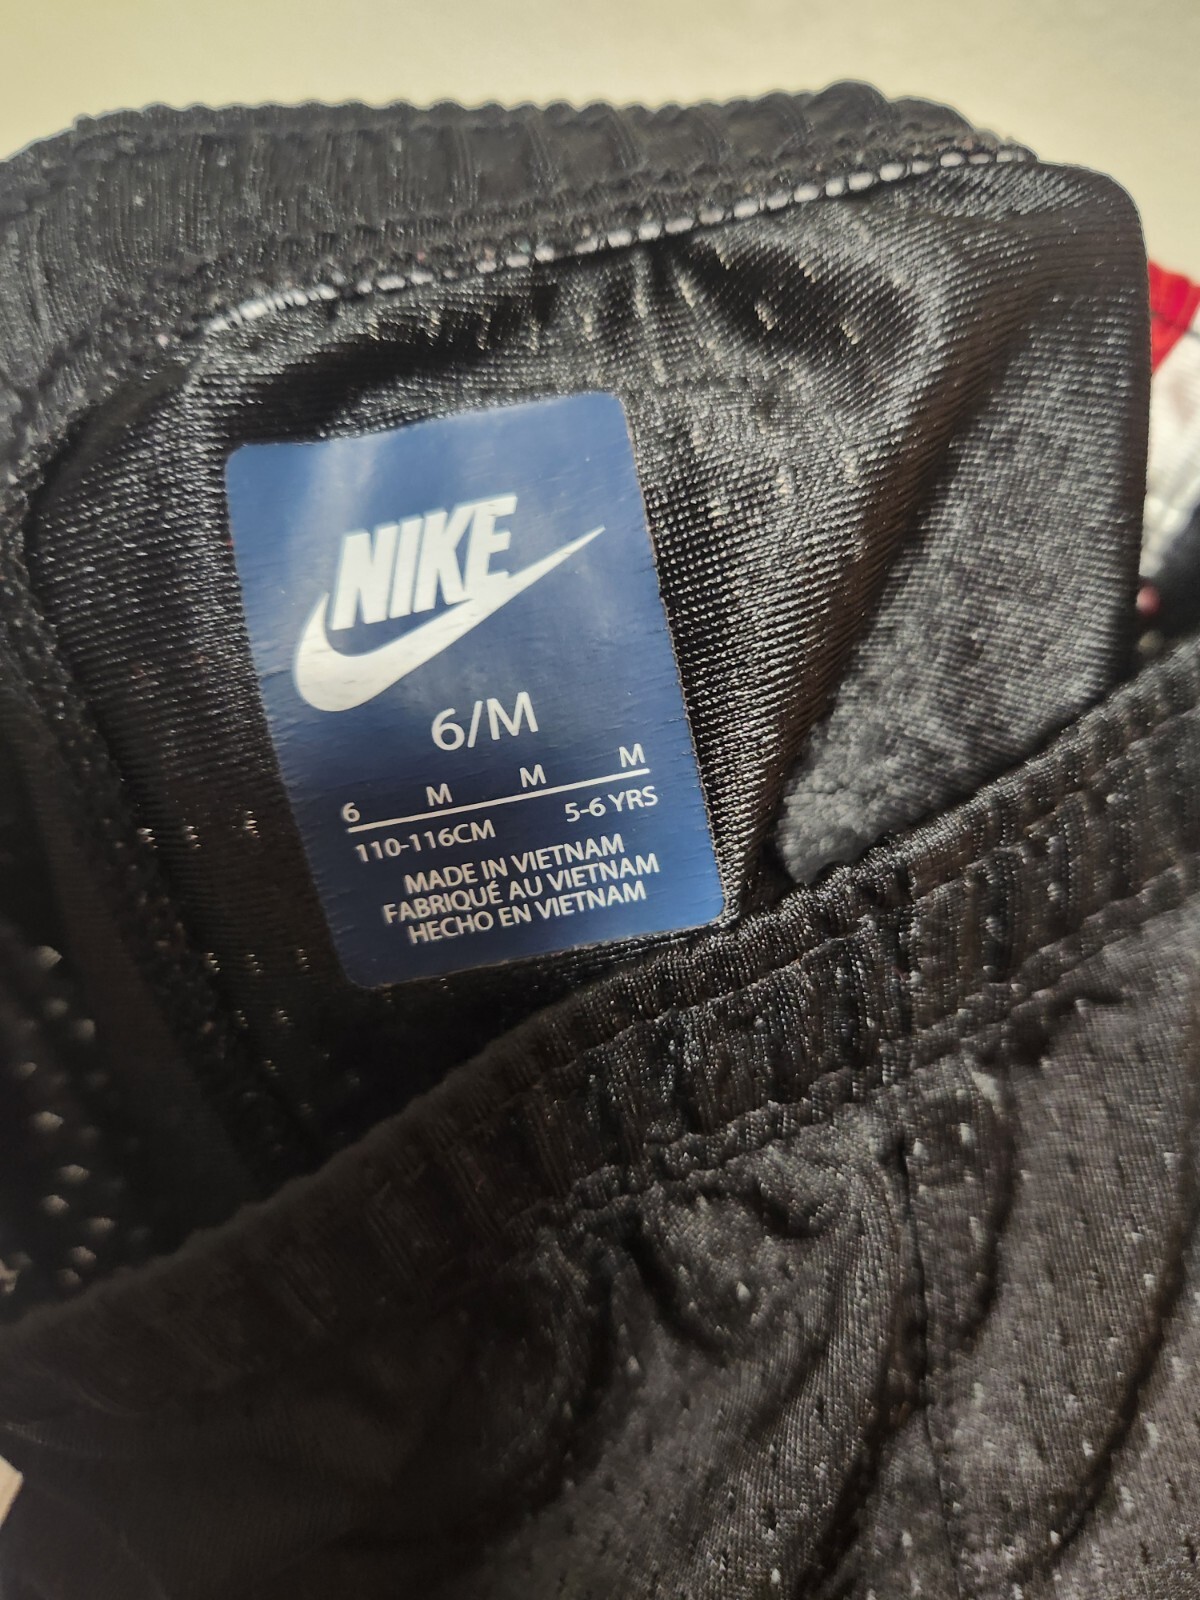 NIKE
6/M
6 M M M
110-116CM 5-6 YRS
MADE IN VIETNAM
FABRIQUÉ AU VIETNAM
HECHO EN VIETNAM